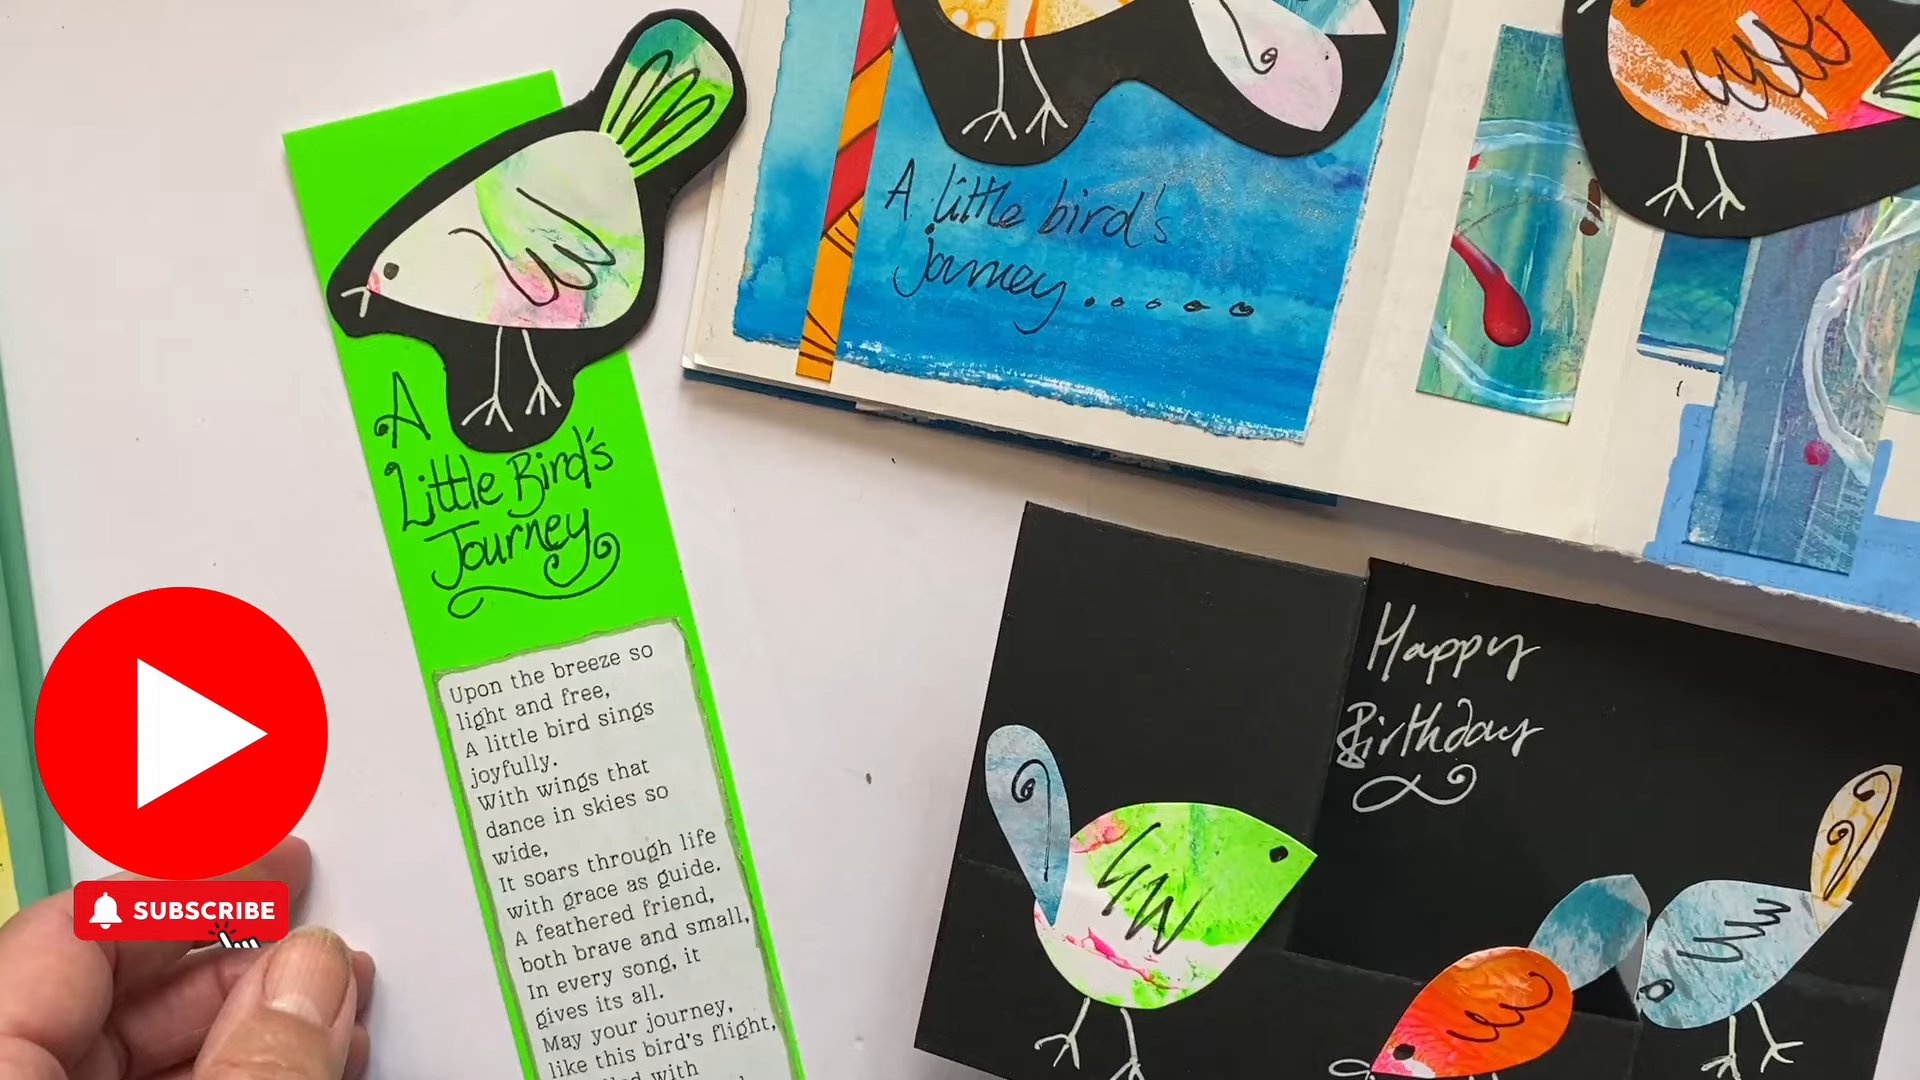 A
Little Bird's
Journey
Upon the breeze so
light and free,
A little bird sings
joyfully.
With wings that
dance in skies so
wide,
It soars through life
with grace as guide.
A feathered friend,
both brave and small,
In every song, it
gives its all.
May your journey,
like this bird's flight,
with
A little bird's
journey.....
Happy
Birthday
SUBSCRIBE